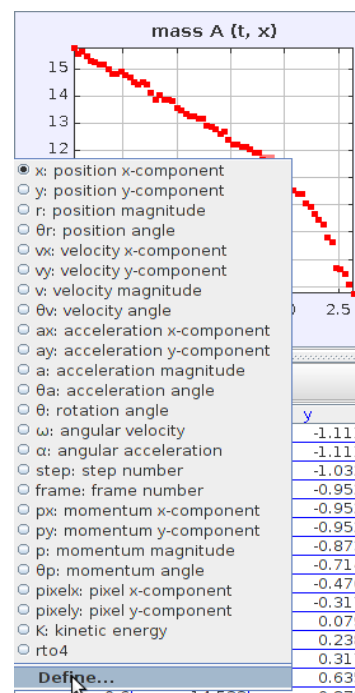 mass A (t, x)
15
14
13
12
x: position x-component
y: position y-component
r: position magnitude
θr: position angle
vx: velocity x-component
vy: velocity y-component
v: velocity magnitude
θv: velocity angle
ax: acceleration x-component
ay: acceleration y-component
a: acceleration magnitude
θa: acceleration angle
θ: rotation angle
ω: angular velocity
α: angular acceleration
step: step number
frame: frame number
px: momentum x-component
py: momentum y-component
p: momentum magnitude
θp: momentum angle
pixelx: pixel x-component
pixely: pixel y-component
K: kinetic energy
rto4
Define...
2.5
y
-1.11
-1.11
-1.03
-0.95
-0.95
-0.95
-0.87
-0.71
-0.47
-0.31
0.07
0.23
0.31
0.63